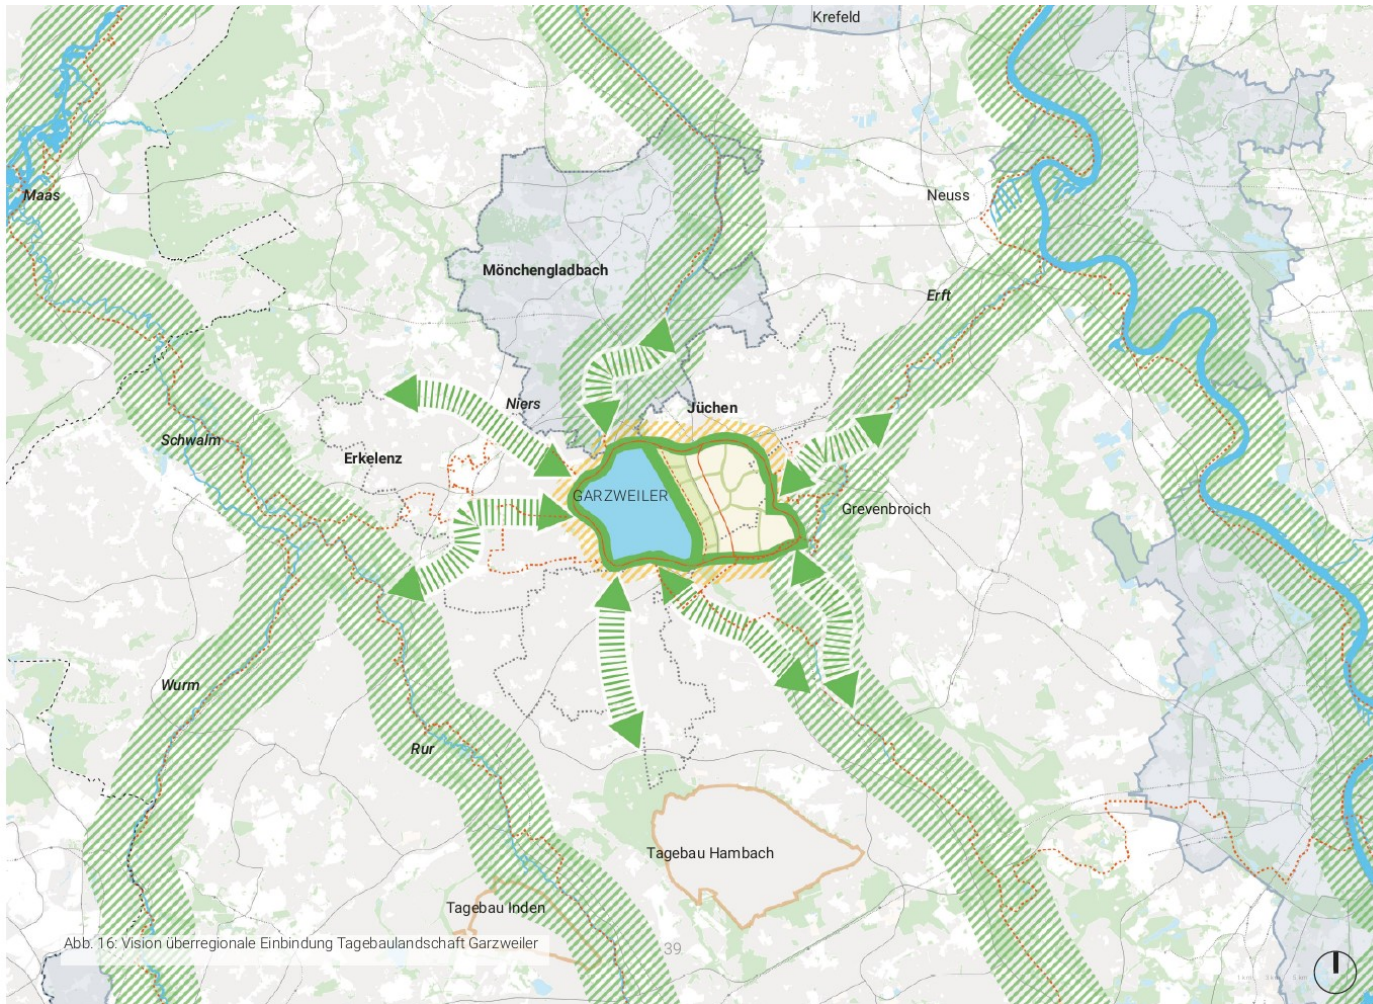 Krefeld
Maas
Neuss
Mönchengladbach
Erft
Niers
Jüchen
Schwalm
Erkelenz
GARZWEILER
Grevenbroich
Wurm
Rur
Tagebau Hambach
Tagebau Inden
Abb. 16: Vision überregionale Einbindung Tagebaulandschaft Garzweiler
39